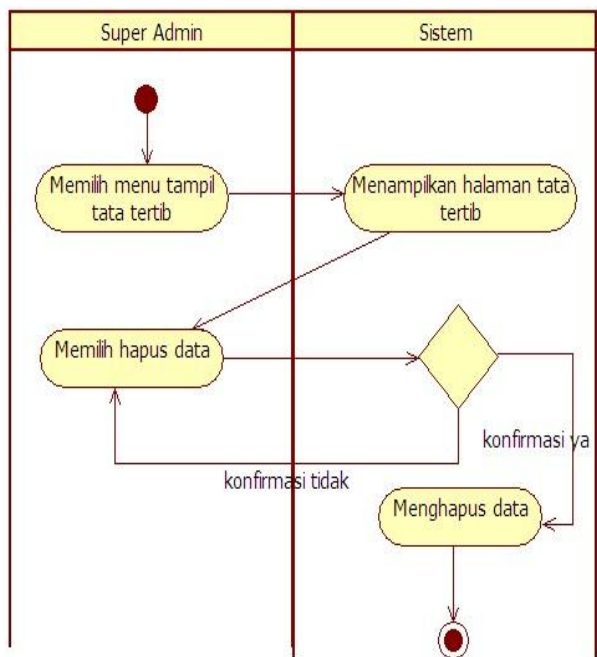 Super Admin
Sistem
Memilih menu tampil
tata tertib
Menampilkan halaman tata
tertib
Memilih hapus data
konfirmasi ya
konfirmasi tidak
Menghapus data